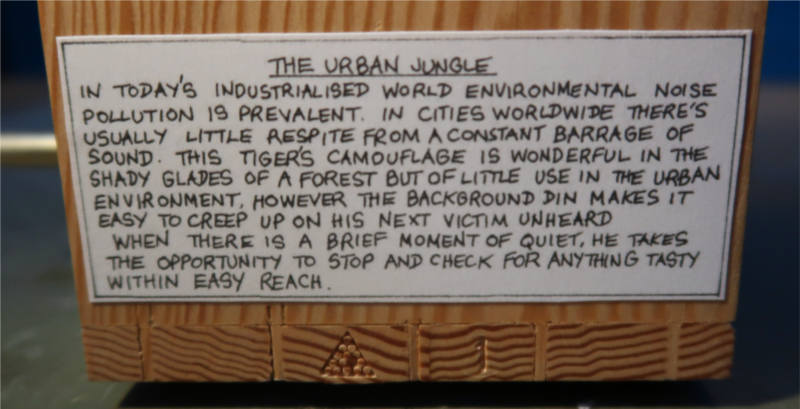 THE URBAN JUNGLE
IN TODAY'S INDUSTRIALISED WORLD ENVIRONMENTAL NOISE
POLLUTION IS PREVALENT. IN CITIES WORLDWIDE THERE'S
USUALLY LITTLE RESPITE FROM A CONSTANT BARRAGE OF
SOUND. THIS TIGER'S CAMOUFLAGE IS WONDERFUL IN THE
SHADY GLADES OF A FOREST BUT OF LITTLE USE IN THE URBAN
ENVIRONMENT, HOWEVER THE BACKGROUND DIN MAKES IT
EASY TO CREEP UP ON HIS NEXT VICTIM UNHEARD
WHEN THERE IS A BRIEF MOMENT OF QUIET, HE TAKES
THE OPPORTUNITY TO STOP AND CHECK FOR ANYTHING TASTY
WITHIN EASY REACH.